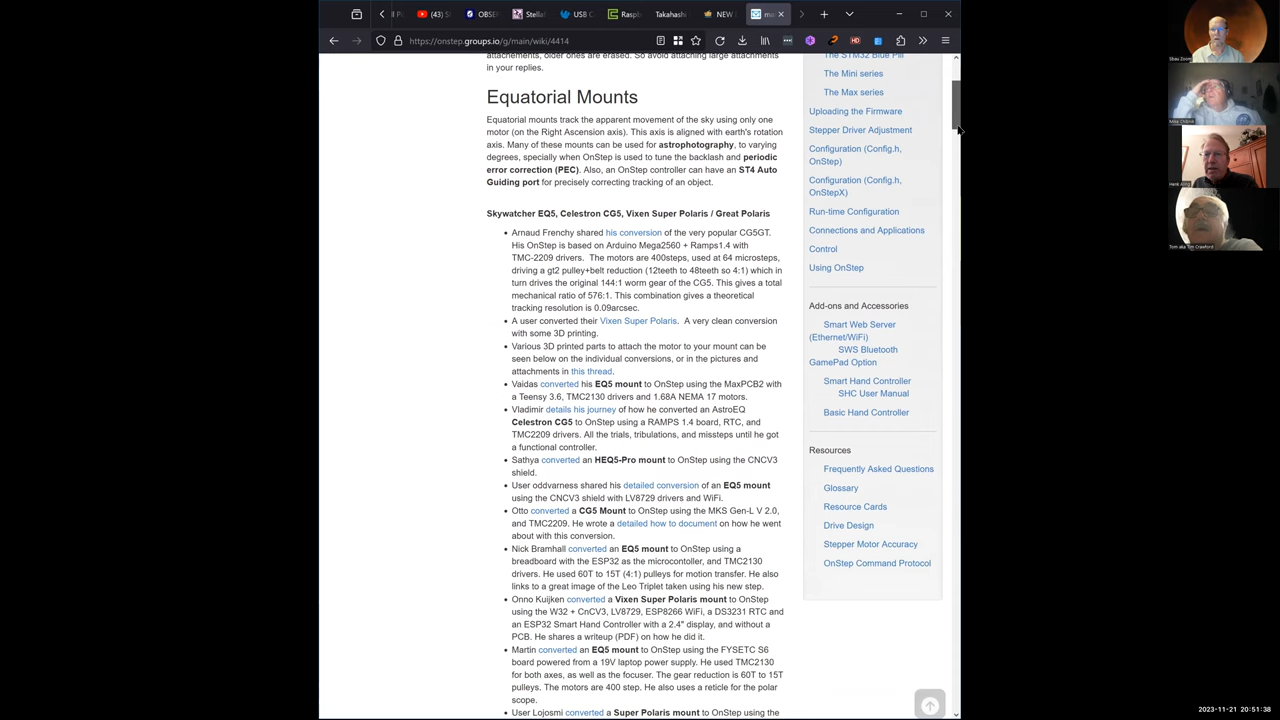 (43) S
OBSE
Stella
USB C
Rasp
Takaha
NEW
ma
https://onstep.groups.io/g/main/wiki/4414
attachements, older ones are erased. So avoid attaching large attachments
in your replies.
Equatorial Mounts
Equatorial mounts track the apparent movement of the sky using only one
motor (on the Right Ascension axis). This axis is aligned with earth's rotation
axis. Many of these mounts can be used for astrophotography, to varying
degrees, specially when OnStep is used to tune the backlash and periodic
error correction (PEC). Also, an OnStep controller can have an ST4 Auto
Guiding port for precisely correcting tracking of an object.
Skywatcher EQ5, Celestron CG5, Vixen Super Polaris / Great Polaris
• Arnaud Frenchy shared his conversion of the very popular CG5GT.
His OnStep is based on Arduino Mega2560 + Ramps1.4 with
TMC-2209 drivers. The motors are 400steps, used at 64 microsteps,
driving a gt2 pulley+belt reduction (12teeth to 48teeth so 4:1) which in
turn drives the original 144:1 worm gear of the CG5. This gives a total
mechanical ratio of 576:1. This combination gives a theoretical
tracking resolution is 0.09arcsec.
• A user converted their Vixen Super Polaris. A very clean conversion
with some 3D printing.
• Various 3D printed parts to attach the motor to your mount can be
seen below on the individual conversions, or in the pictures and
attachments in this thread.
• Vaidas converted his EQ5 mount to OnStep using the MaxPCB2 with
a Teensy 3.6, TMC2130 drivers and 1.68A NEMA 17 motors.
• Vladimir details his journey of how he converted an AstroEQ
Celestron CG5 to OnStep using a RAMPS 1.4 board, RTC, and
TMC2209 drivers. All the trials, tribulations, and missteps until he got
a functional controller.
• Sathya converted an HEQ5-Pro mount to OnStep using the CNCV3
shield.
• User oddvarness shared his detailed conversion of an EQ5 mount
using the CNCV3 shield with LV8729 drivers and WiFi.
• Otto converted a CG5 Mount to OnStep using the MKS Gen-L V 2.0,
and TMC2209. He wrote a detailed how to document on how he went
about with this conversion.
• Nick Bramhall converted an EQ5 mount to OnStep using a
breadboard with the ESP32 as the microcontoller, and TMC2130
drivers. He used 60T to 15T (4:1) pulleys for motion transfer. He also
links to a great image of the Leo Triplet taken using his new step.
• Onno Kuijken converted a Vixen Super Polaris mount to OnStep
using the W32 + CnCV3, LV8729, ESP8266 WiFi, a DS3231 RTC and
an ESP32 Smart Hand Controller with a 2.4" display, and without a
PCB. He shares a writeup (PDF) on how he did it.
• Martin converted an EQ5 mount to OnStep using the FYSETC S6
board powered from a 19V laptop power supply. He used TMC2130
for both axes, as well as the focuser. The gear reduction is 60T to 15T
pulleys. The motors are 400 step. He also uses a reticle for the polar
scope.
• User Lojosmi converted a Super Polaris mount to OnStep using the
The STM32 Blue Pill
The Mini series
The Max series
Uploading the Firmware
Stepper Driver Adjustment
Configuration (Config.h,
OnStep)
Configuration (Config.h,
OnStepX)
Run-time Configuration
Connections and Applications
Control
Using OnStep
Add-ons and Accessories
Smart Web Server
(Ethernet/WiFi)
SWS Bluetooth
GamePad Option
Smart Hand Controller
SHC User Manual
Basic Hand Controller
Resources
Frequently Asked Questions
Glossary
Resource Cards
Drive Design
Stepper Motor Accuracy
OnStep Command Protocol
Sbau Zoom
Mike Chibnik
Henk Aling
Tom aka Tim Crawford
2023-11-21 20:51:38